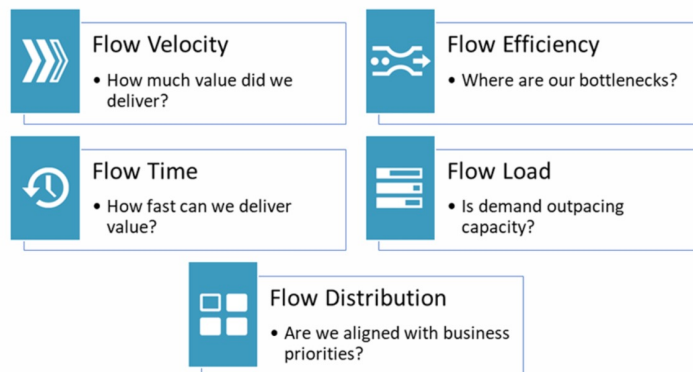 Flow Velocity
• How much value did we
deliver?
Flow Efficiency
• Where are our bottlenecks?
Flow Time
• How fast can we deliver
value?
Flow Load
• Is demand outpacing
capacity?
Flow Distribution
• Are we aligned with business
priorities?